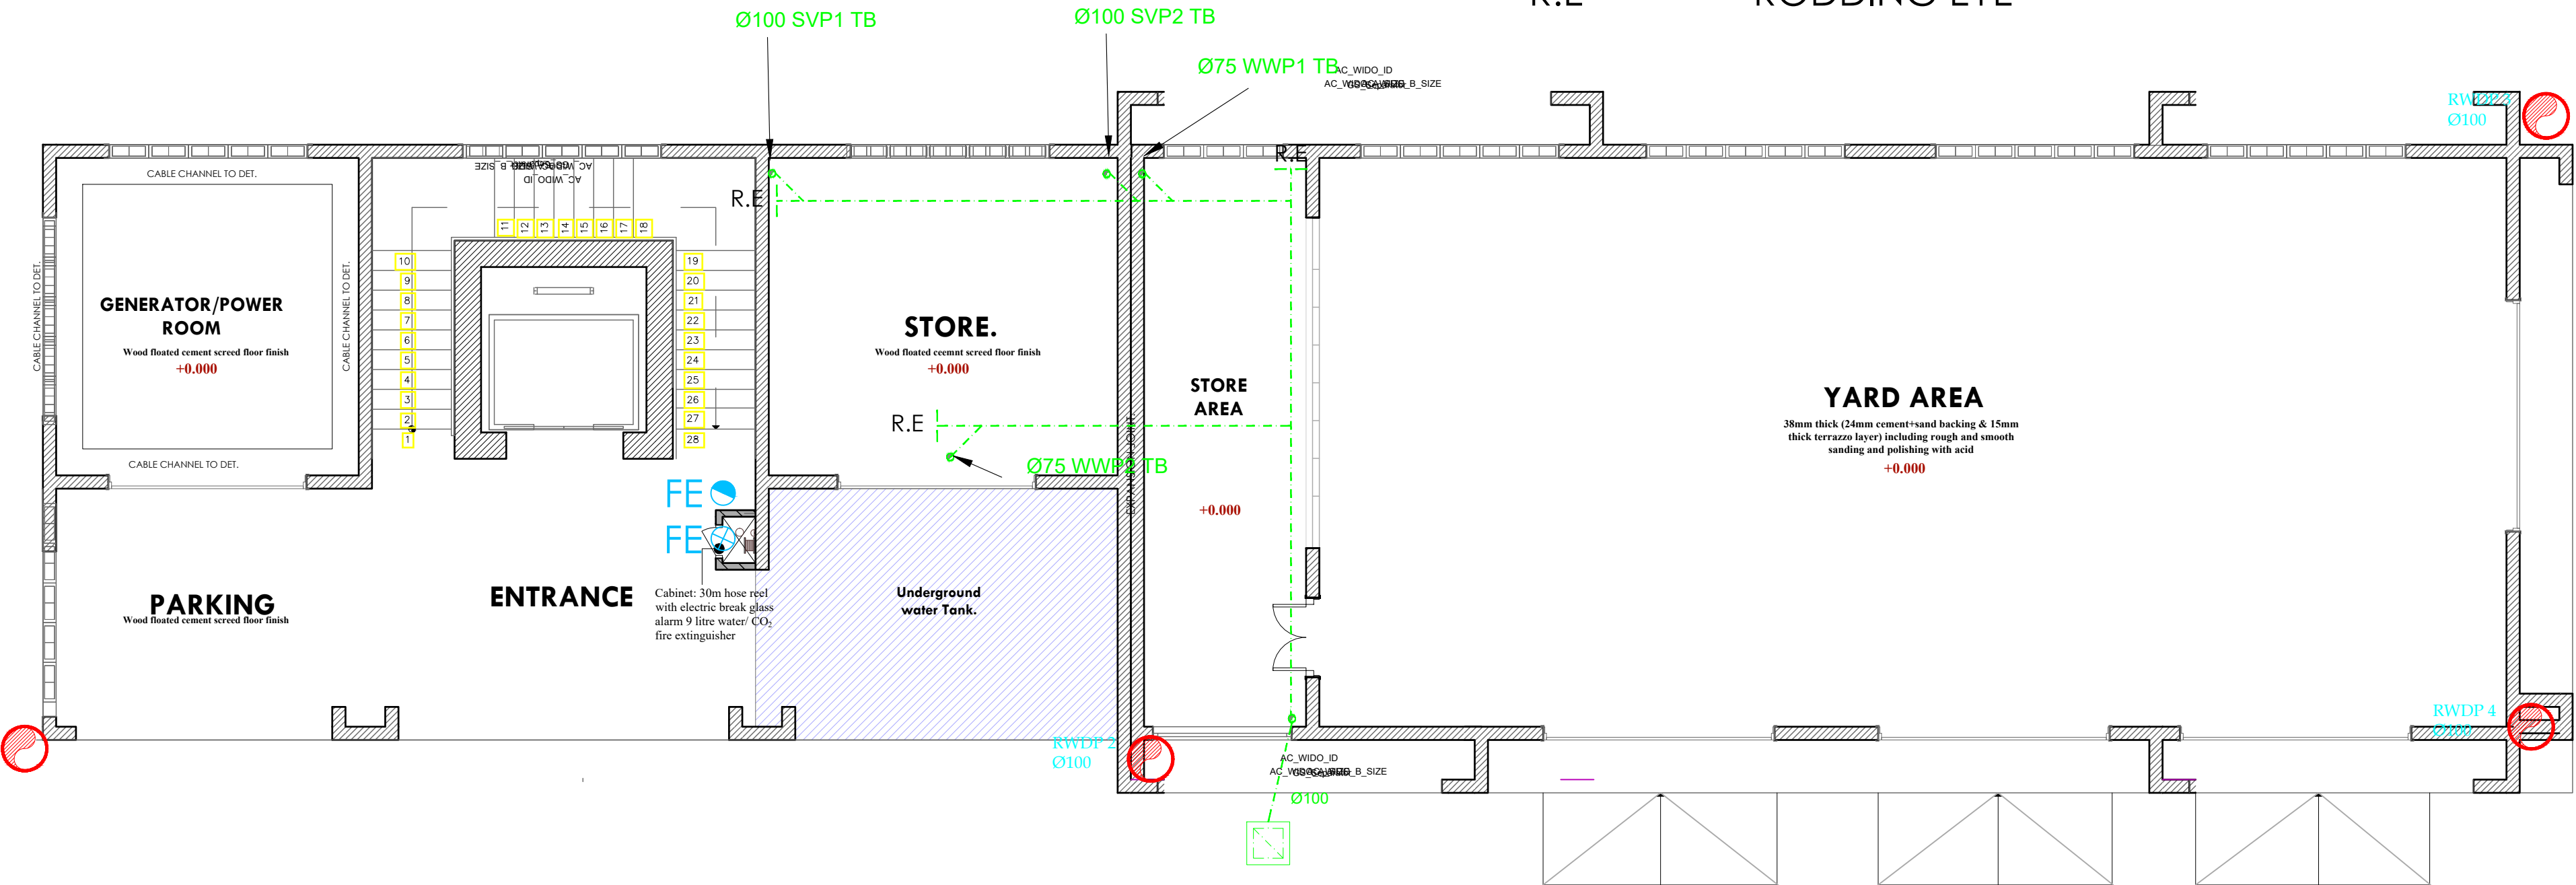 R.E RODDING EYE
Ø100 SVP1 TB
Ø100 SVP2 TB
Ø75 WWP1 TB
AC_WIDO_ID
RWDP 3
Ø100
R.E
CABLE CHANNEL TO DET.
AC_WIDO_ID
R.E
11
12
13
14
15
16
17
18
10
9
8
7
6
5
4
3
2
1
19
20
21
22
23
24
25
26
27
28
CABLE CHANNEL TO DET.
CABLE CHANNEL TO DET.
GENERATOR/POWER
ROOM
Wood floated cement screed floor finish
+0.000
CABLE CHANNEL TO DET.
STORE.
Wood floated ceemnt screed floor finish
+0.000
STORE
AREA
+0.000
YARD AREA
38mm thick (24mm cement+sand backing & 15mm
thick terrazzo layer) including rough and smooth
sanding and polishing with acid
+0.000
R.E
Ø75 WWP2 TB
EXPANSION JOINT
FE
FE
Cabinet: 30m hose reel
with electric break glass
alarm 9 litre water/ CO₂
fire extinguisher
PARKING
Wood floated cement screed floor finish
ENTRANCE
Underground
water Tank.
RWDP 2
Ø100
RWDP 4
Ø100
AC_WIDO_ID
Ø100